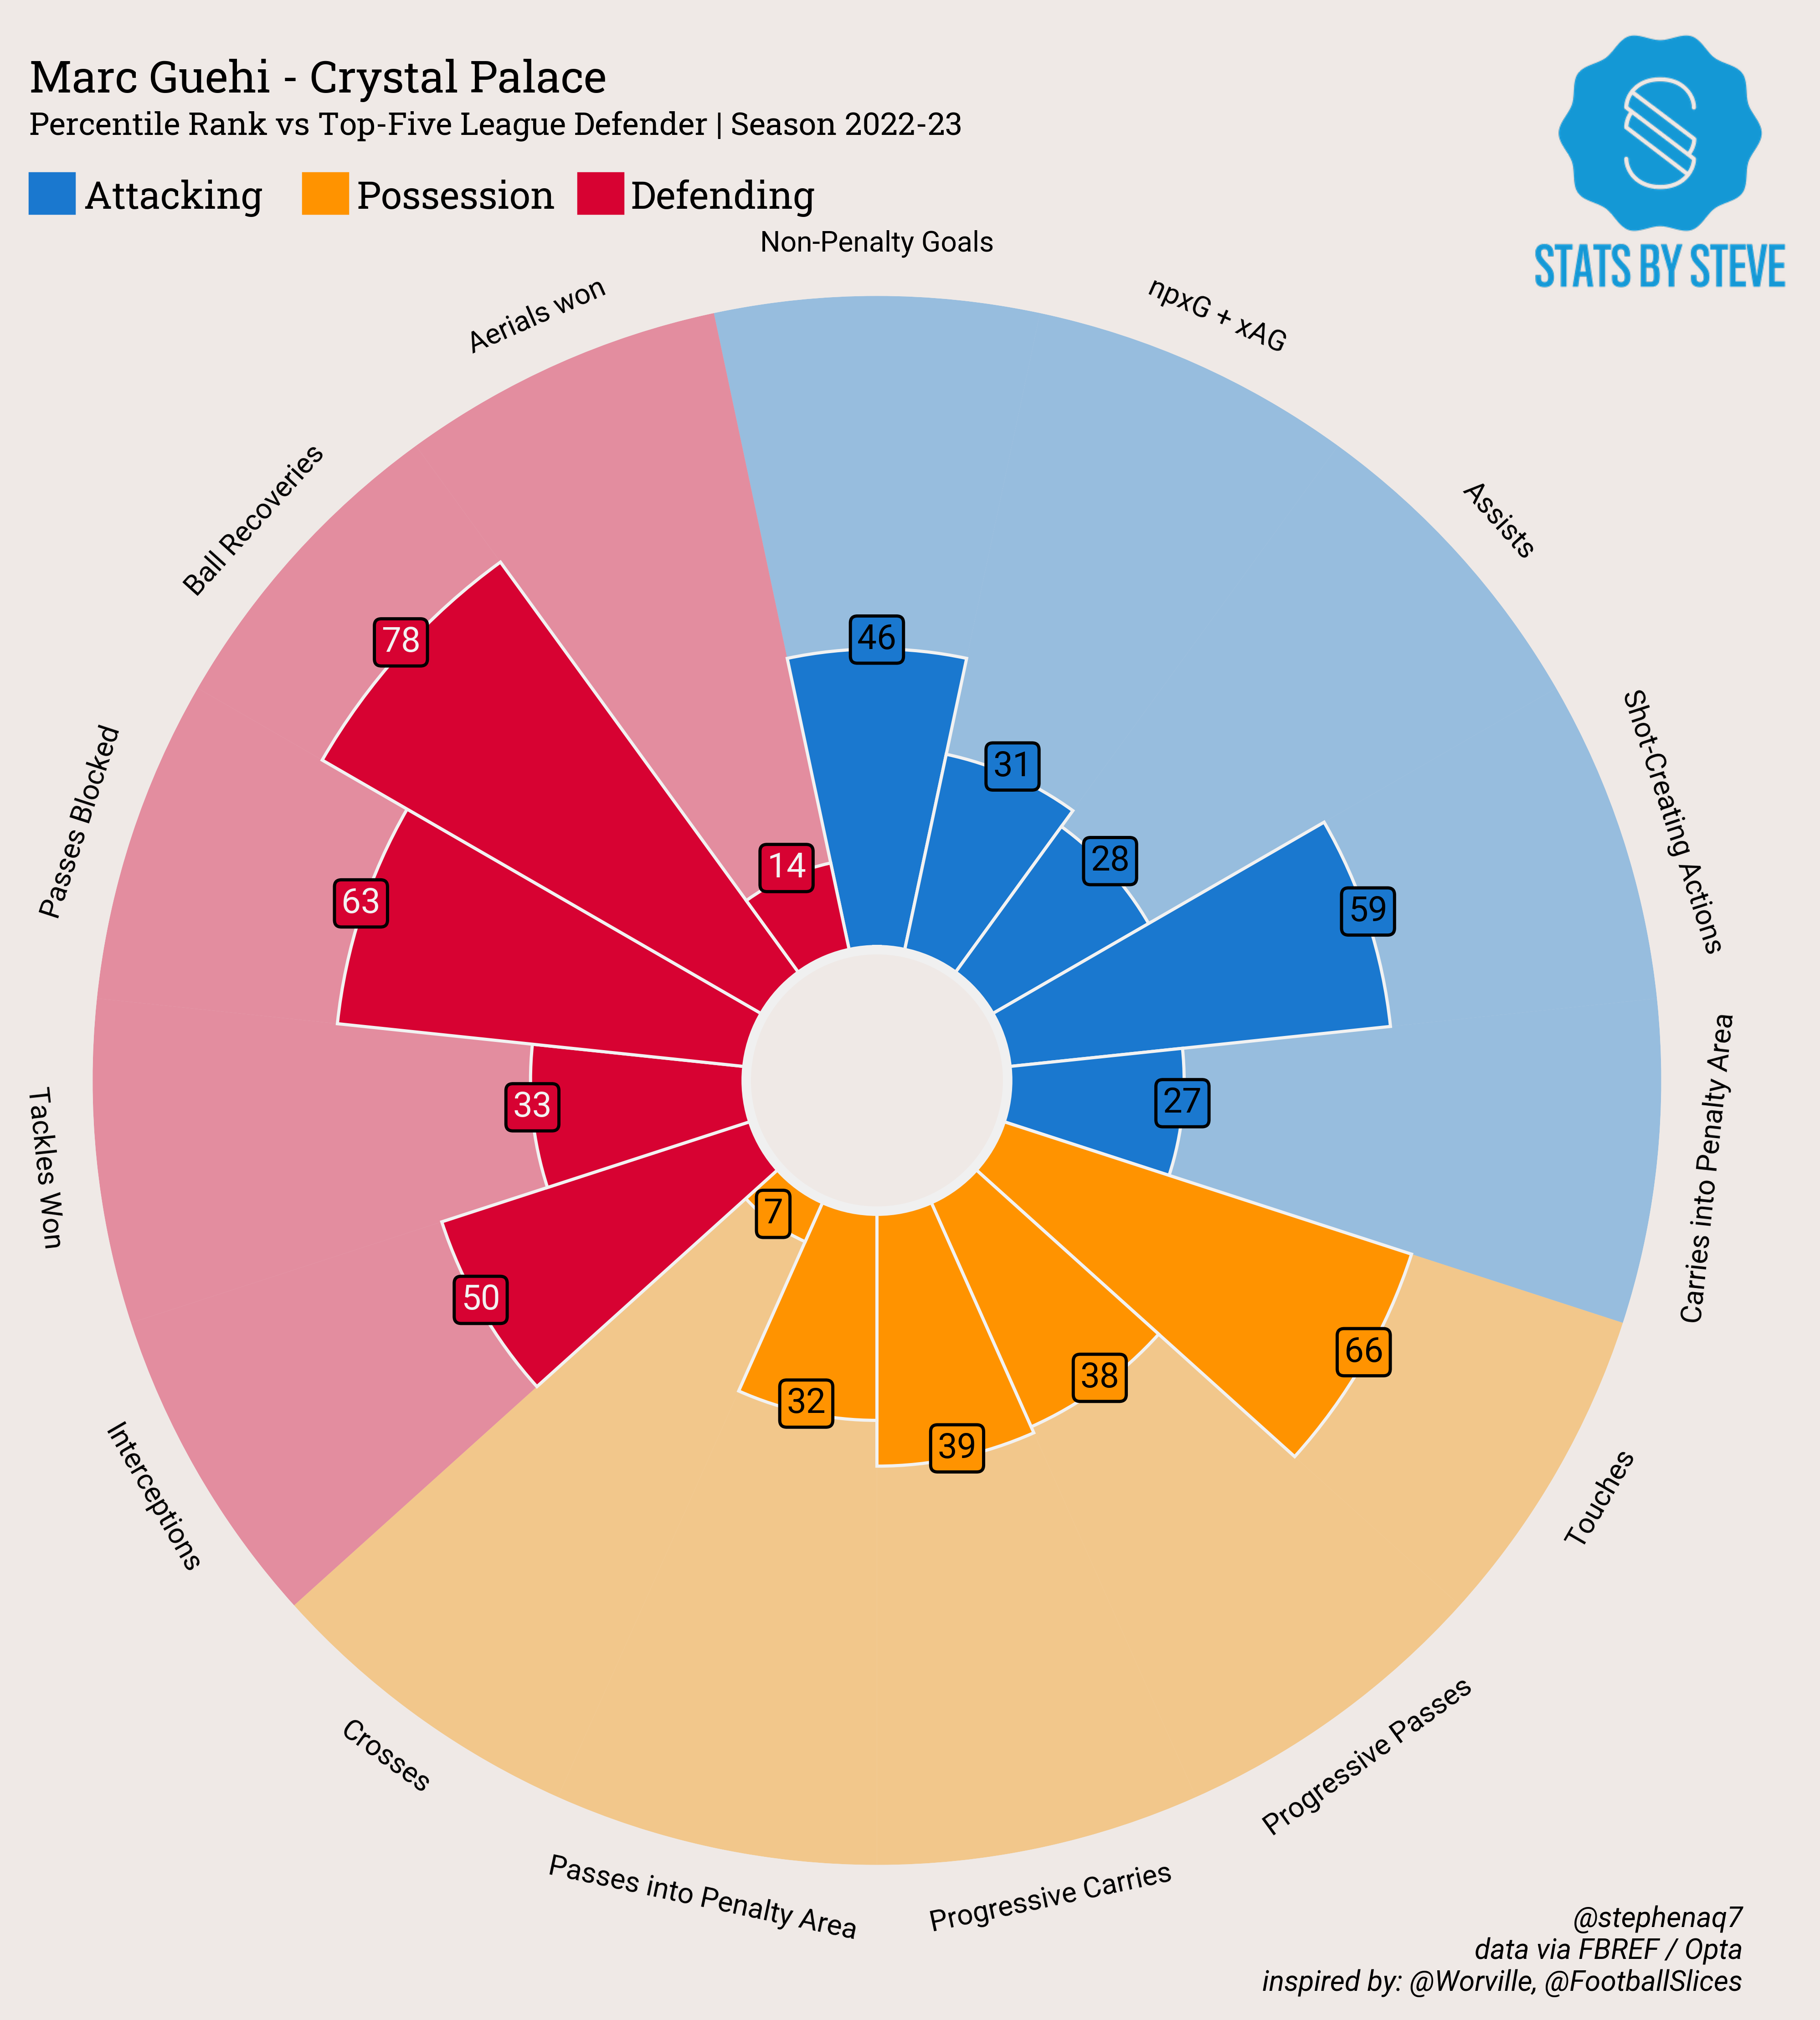 Marc Guehi - Crystal Palace
Percentile Rank vs Top-Five League Defender | Season 2022-23
Attacking
Possession
Defending
STATS BY STEVE
Non-Penalty Goals
npxG + xAG
Assists
Shot-Creating Actions
Carries into Penalty Area
Touches
Progressive Passes
Progressive Carries
Passes into Penalty Area
Crosses
Interceptions
Tackles Won
Passes Blocked
Ball Recoveries
Aerials won
46
31
28
59
27
66
38
39
32
7
50
33
63
78
14
@stephenaq7
data via FBREF / Opta
inspired by: @Worville, @FootballSlices